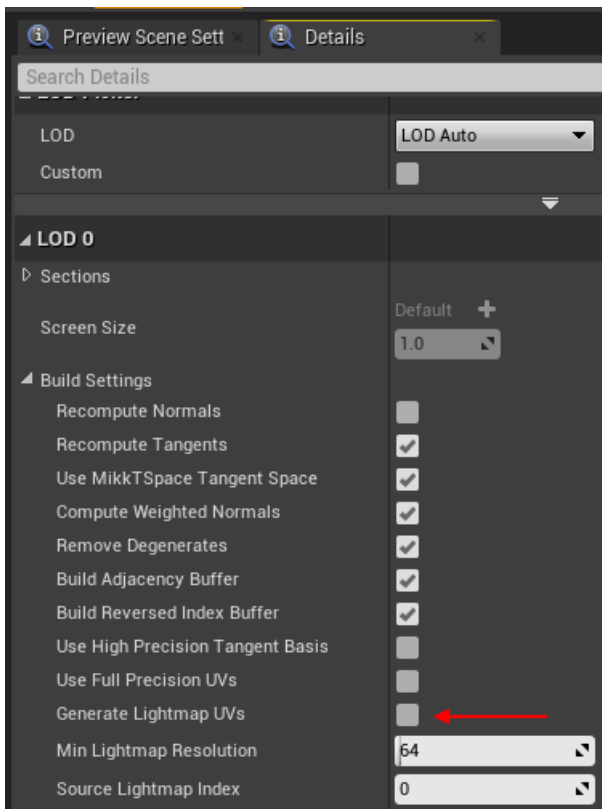 Preview Scene Sett
Details
Search Details
LOD
LOD Auto
Custom
LOD 0
Sections
Screen Size
Default
1.0
Build Settings
Recompute Normals
Recompute Tangents
Use MikkTSpace Tangent Space
Compute Weighted Normals
Remove Degenerates
Build Adjacency Buffer
Build Reversed Index Buffer
Use High Precision Tangent Basis
Use Full Precision UVs
Generate Lightmap UVs
Min Lightmap Resolution
64
Source Lightmap Index
0